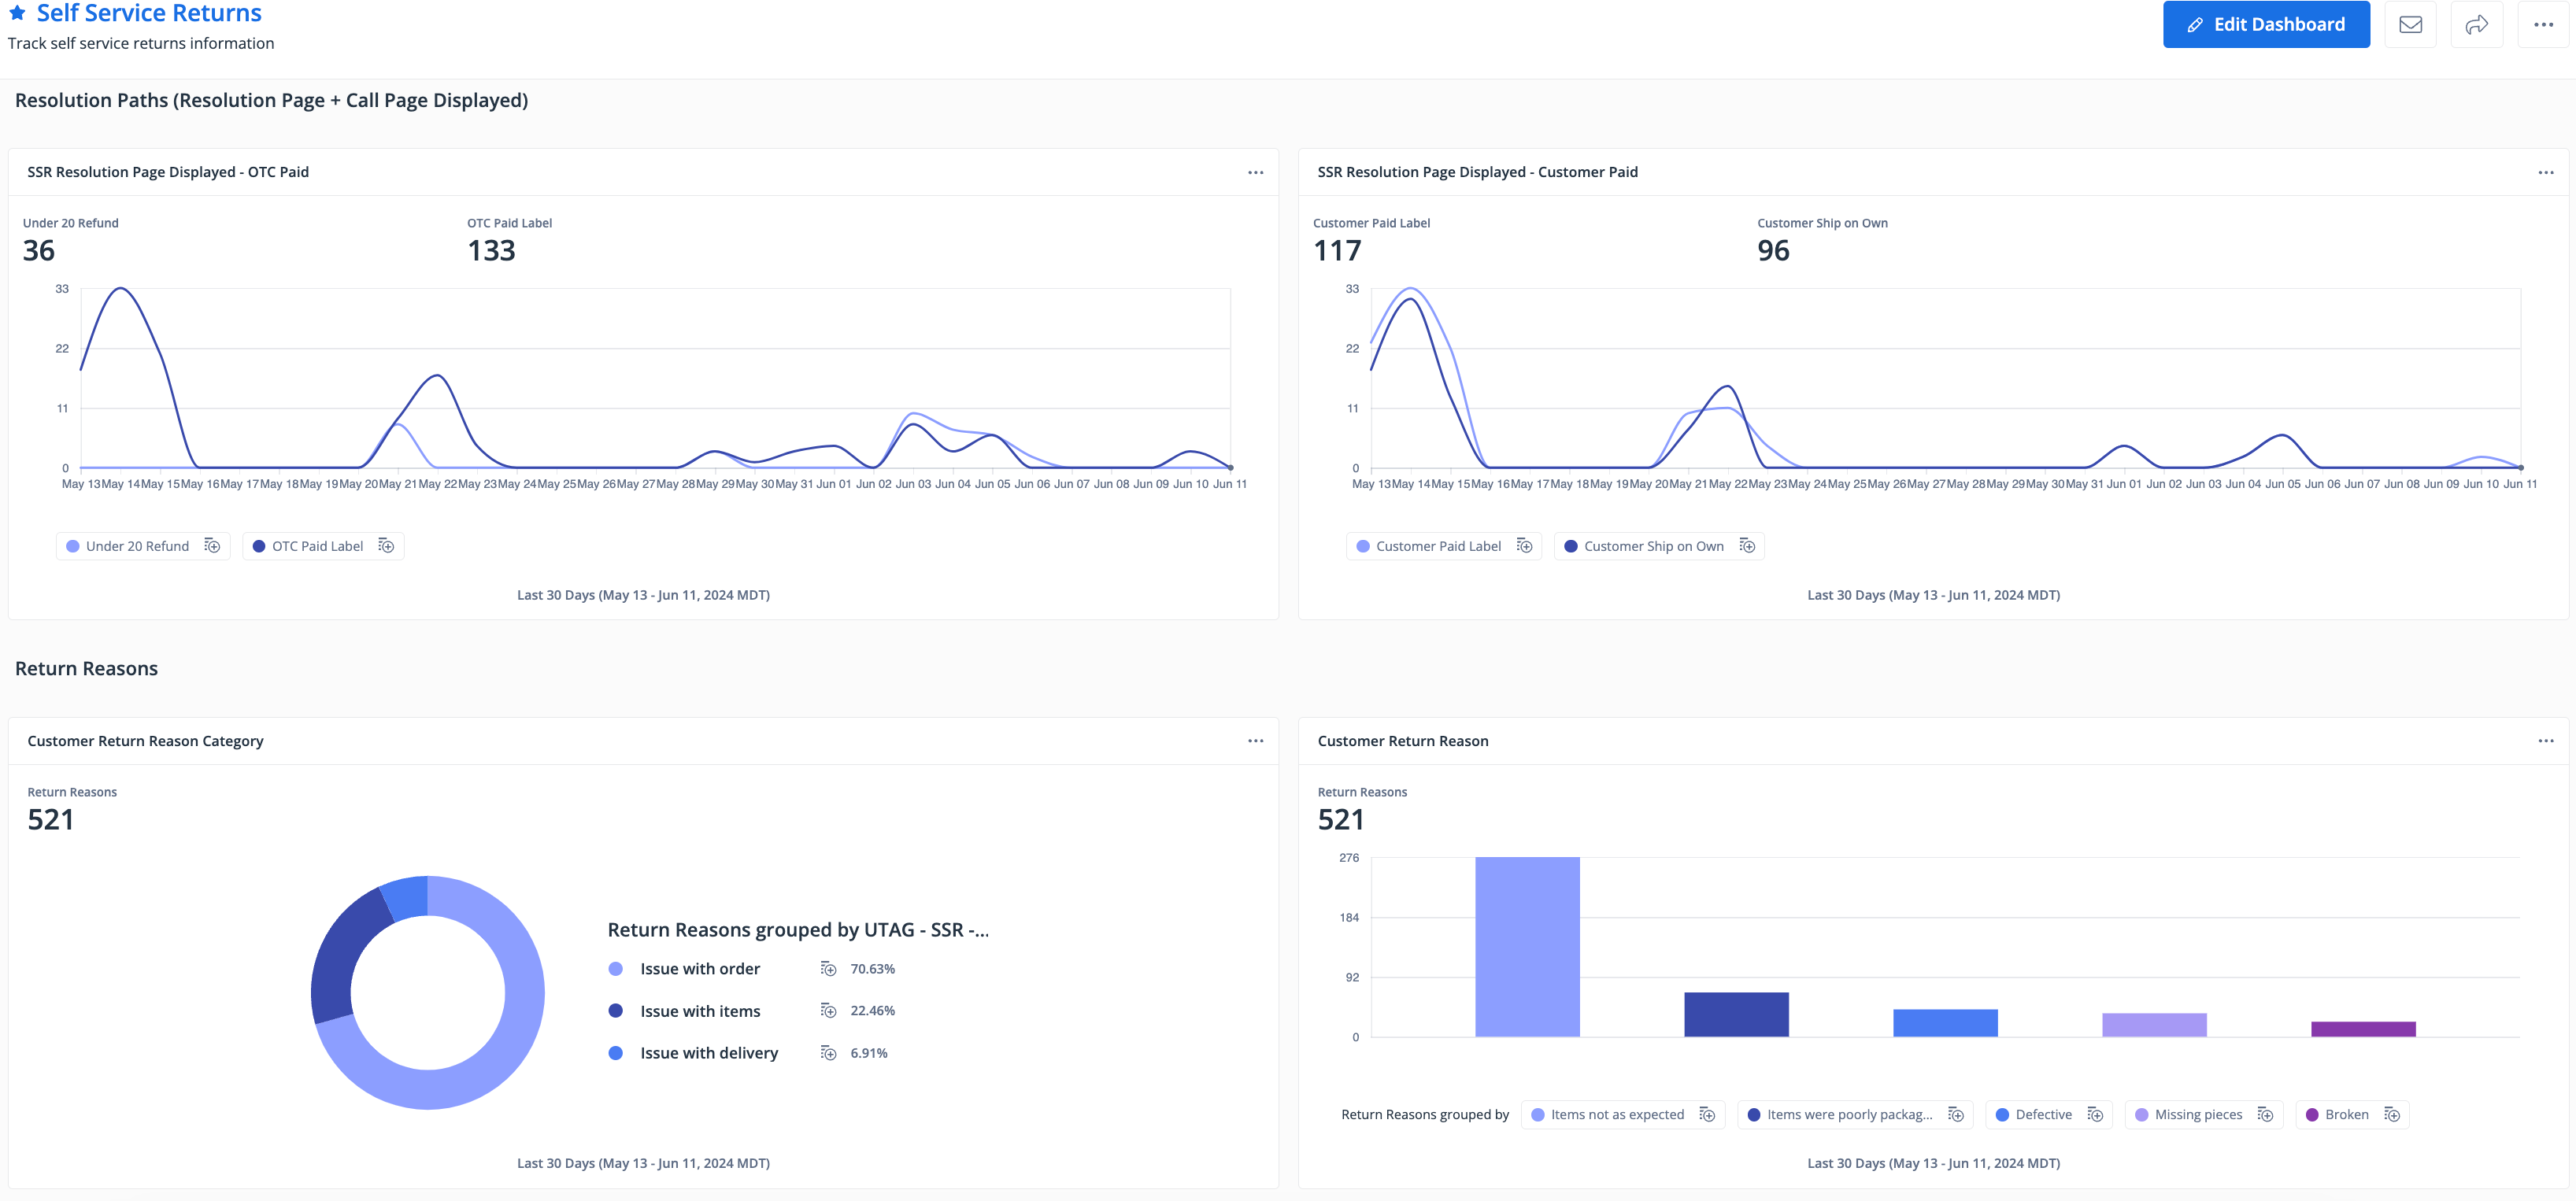 Self Service Returns
Track self service returns information
Edit Dashboard
Resolution Paths (Resolution Page + Call Page Displayed)
SSR Resolution Page Displayed - OTC Paid
Under 20 Refund
36
OTC Paid Label
133
33
22
11
0
May 13 May 14 May 15 May 16 May 17 May 18 May 19 May 20 May 21 May 22 May 23 May 24 May 25 May 26 May 27 May 28 May 29 May 30 May 31 Jun 01 Jun 02 Jun 03 Jun 04 Jun 05 Jun 06 Jun 07 Jun 08 Jun 09 Jun 10 Jun 11
Under 20 Refund
OTC Paid Label
Last 30 Days (May 13 - Jun 11, 2024 MDT)
SSR Resolution Page Displayed - Customer Paid
Customer Paid Label
117
Customer Ship on Own
96
33
22
11
0
May 13 May 14 May 15 May 16 May 17 May 18 May 19 May 20 May 21 May 22 May 23 May 24 May 25 May 26 May 27 May 28 May 29 May 30 May 31 Jun 01 Jun 02 Jun 03 Jun 04 Jun 05 Jun 06 Jun 07 Jun 08 Jun 09 Jun 10 Jun 11
Customer Paid Label
Customer Ship on Own
Last 30 Days (May 13 - Jun 11, 2024 MDT)
Return Reasons
Customer Return Reason Category
Return Reasons
521
Return Reasons grouped by UTAG - SSR -...
Issue with order 70.63%
Issue with items 22.46%
Issue with delivery 6.91%
Last 30 Days (May 13 - Jun 11, 2024 MDT)
Customer Return Reason
Return Reasons
521
276
184
92
0
Return Reasons grouped by
Items not as expected
Items were poorly packag...
Defective
Missing pieces
Broken
Last 30 Days (May 13 - Jun 11, 2024 MDT)